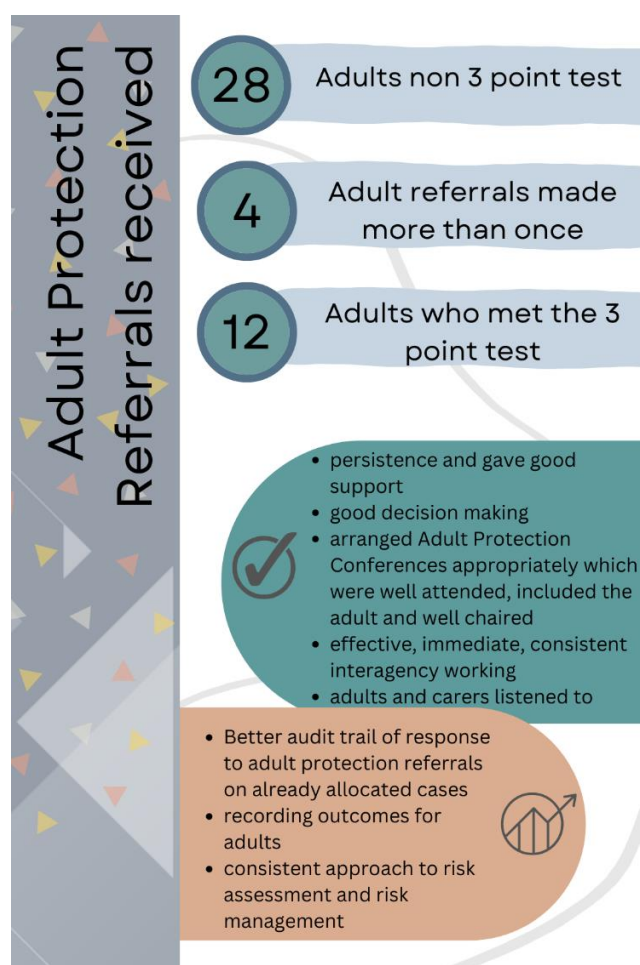 Adult Protection
Referrals received
28
Adults non 3 point test
4
Adult referrals made
more than once
12
Adults who met the 3
point test
• persistence and gave good
support
• good decision making
• arranged Adult Protection
Conferences appropriately which
were well attended, included the
adult and well chaired
• effective, immediate, consistent
interagency working
• adults and carers listened to
• Better audit trail of response
to adult protection referrals
on already allocated cases
• recording outcomes for
adults
• consistent approach to risk
assessment and risk
management